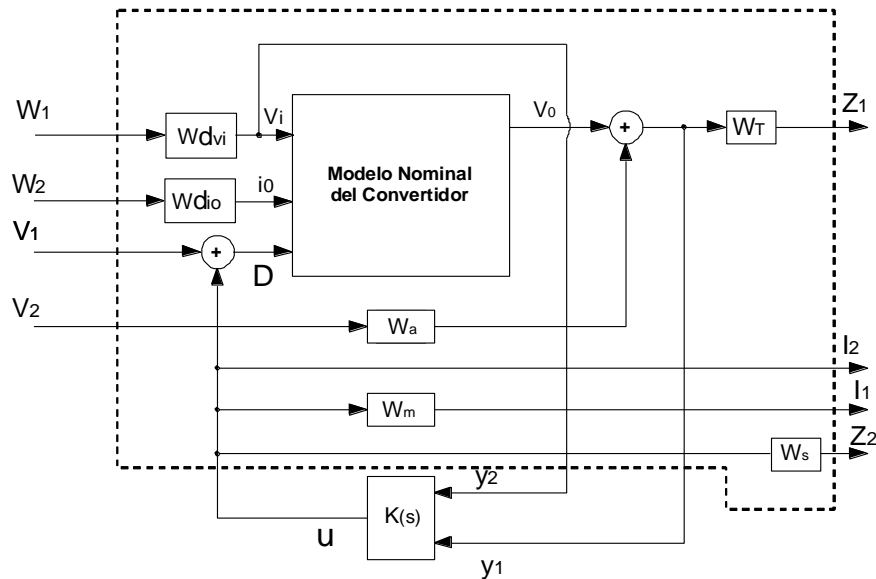 W1
Wdvi
Vi
Modelo Nominal
del Convertidor
V0
+
WT
Z1
W2
Wdio
i0
V1
+
D
V2
Wa
I2
Wm
I1
Z2
Ws
y2
K(s)
u
y1